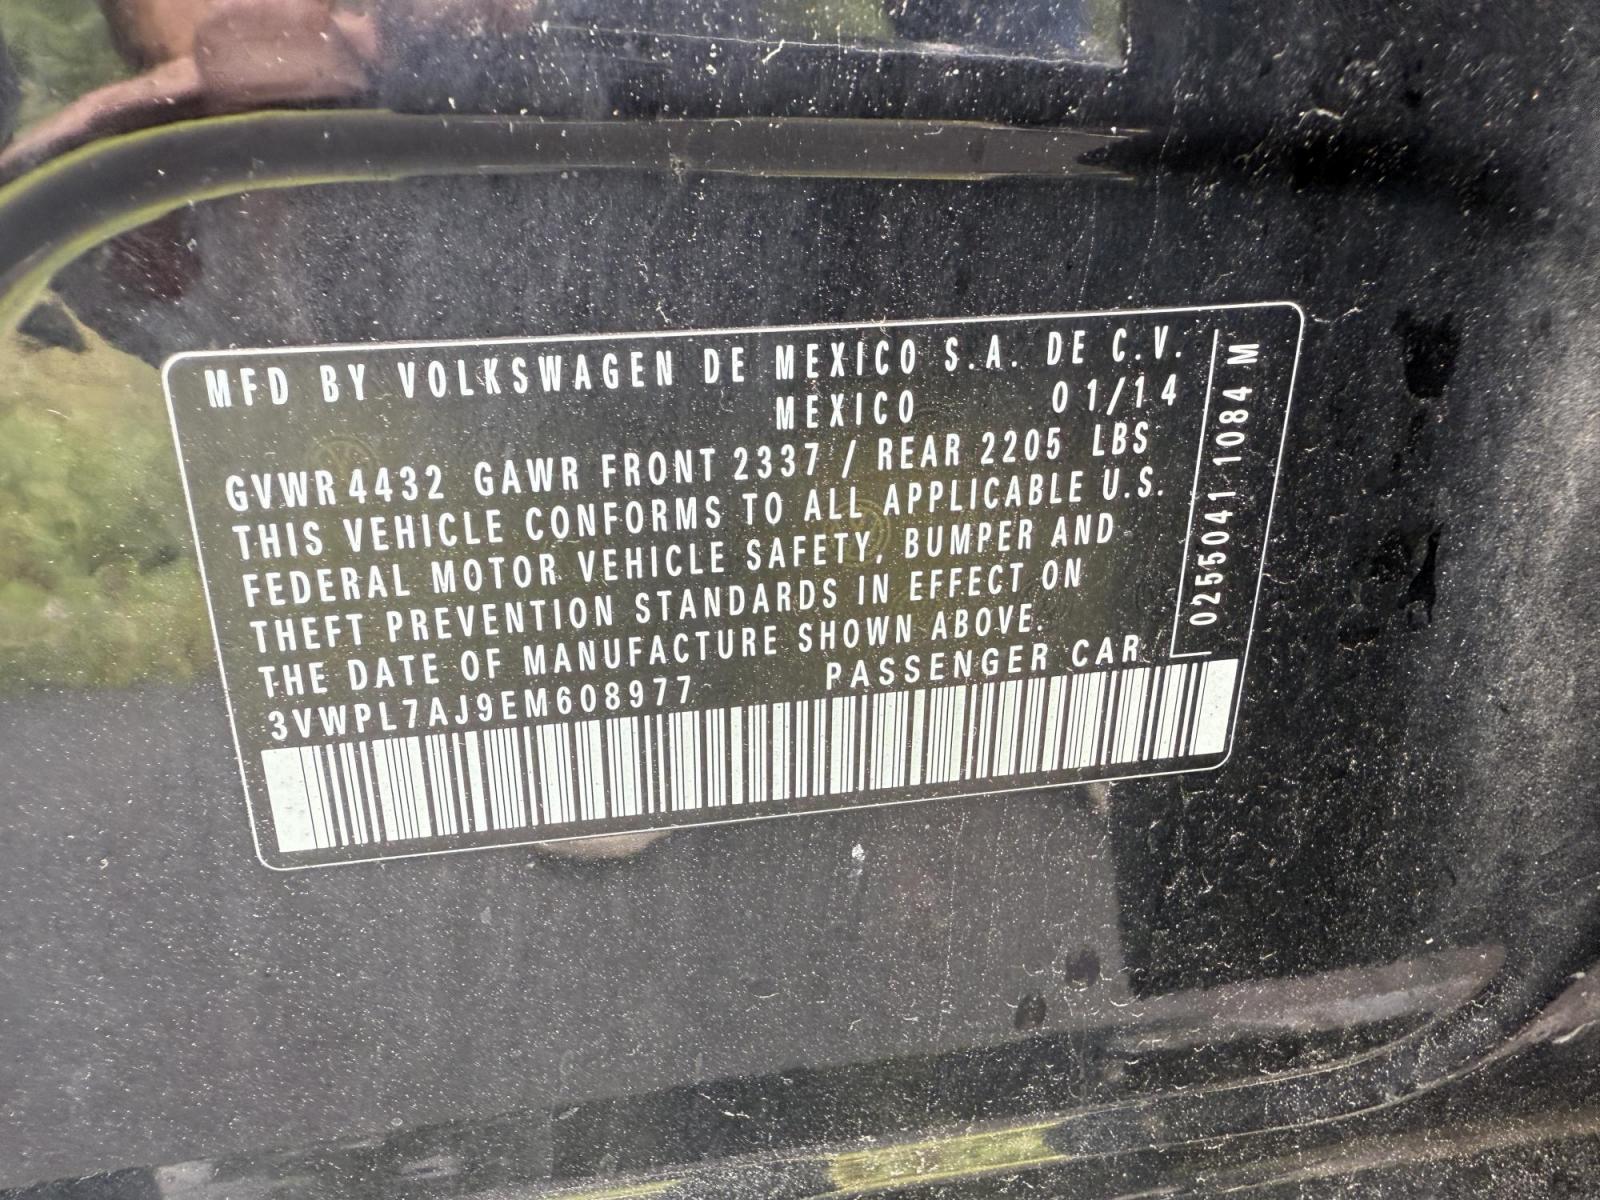 MFD BY VOLKSWAGEN DE MEXICO S.A. DE C.V.
MEXICO 01/14
GVWR 4432 GAWR FRONT 2337 / REAR 2205 LBS
THIS VEHICLE CONFORMS TO ALL APPLICABLE U.S.
FEDERAL MOTOR VEHICLE SAFETY, BUMPER AND
THEFT PREVENTION STANDARDS IN EFFECT ON
THE DATE OF MANUFACTURE SHOWN ABOVE.
3VWPL7AJ9EM608977 PASSENGER CAR
02550411084 M